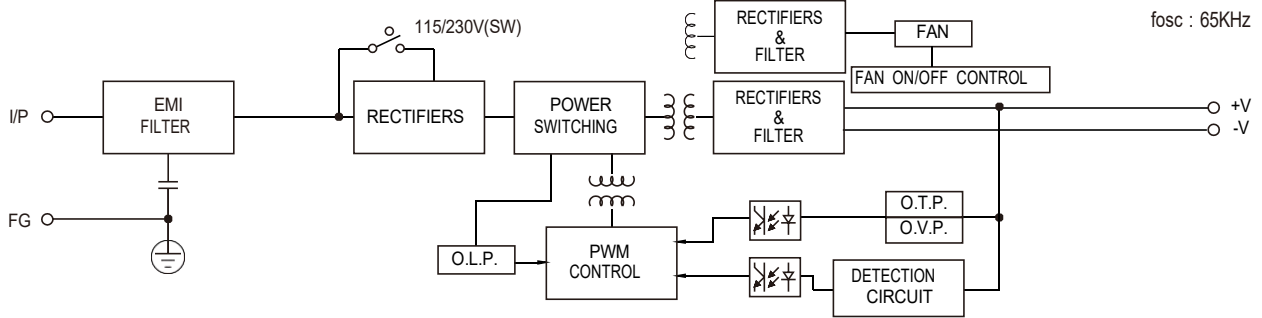 115/230V(SW)
RECTIFIERS
&
FILTER
FAN
FAN ON/OFF CONTROL
fosc : 65KHz
I/P
EMI
FILTER
RECTIFIERS
POWER
SWITCHING
RECTIFIERS
&
FILTER
+V
-V
FG
O.L.P.
PWM
CONTROL
O.T.P.
O.V.P.
DETECTION
CIRCUIT